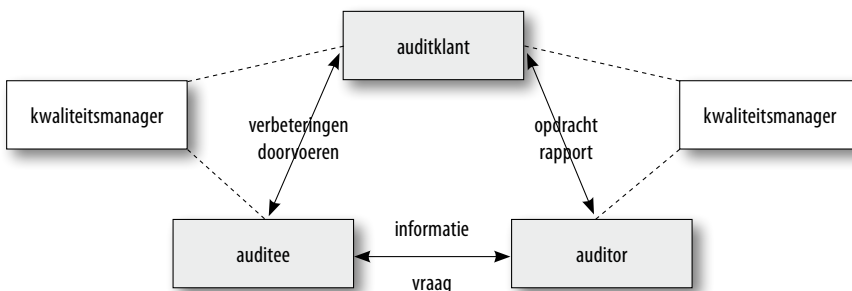 auditklant
kwaliteitsmanager
kwaliteitsmanager
verbeteringen
doorvoeren
opdracht
rapport
informatie
auditee
auditor
vraag